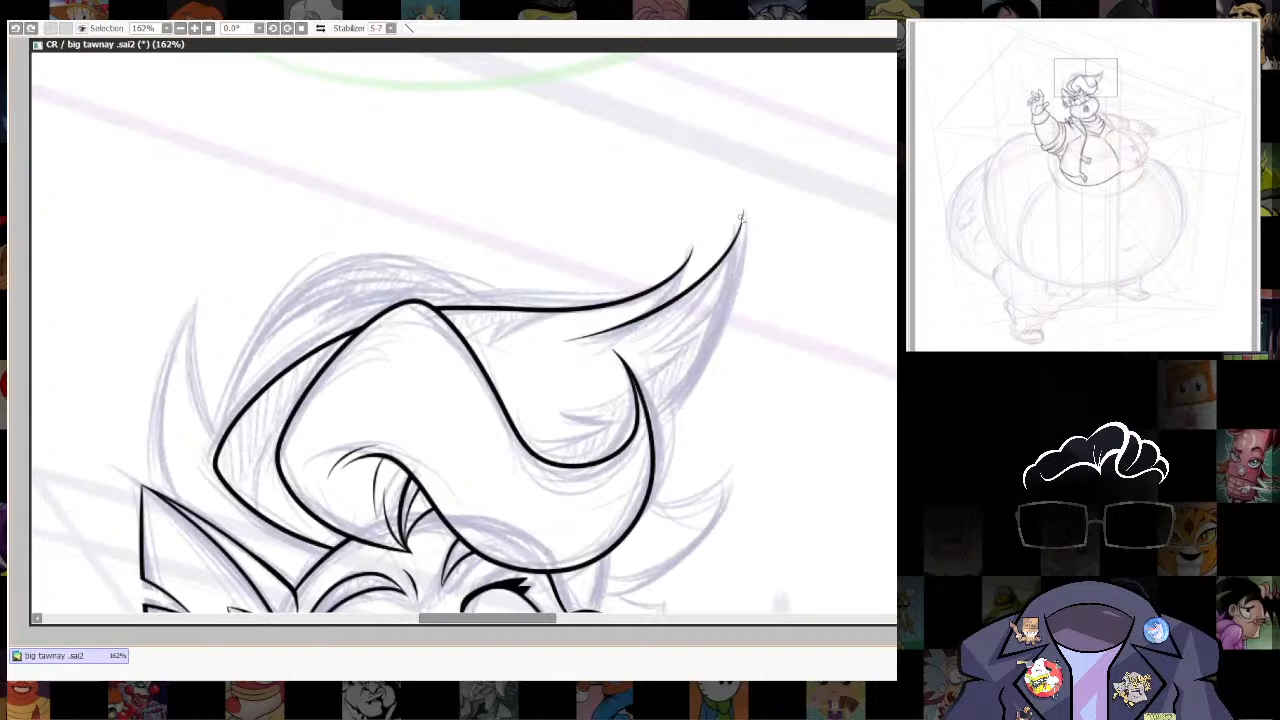 Selection 162% 0.0° Stabilizer S-7
CR / big tawnay .sai2 (*) (162%)
big tawnay .sai2 162%